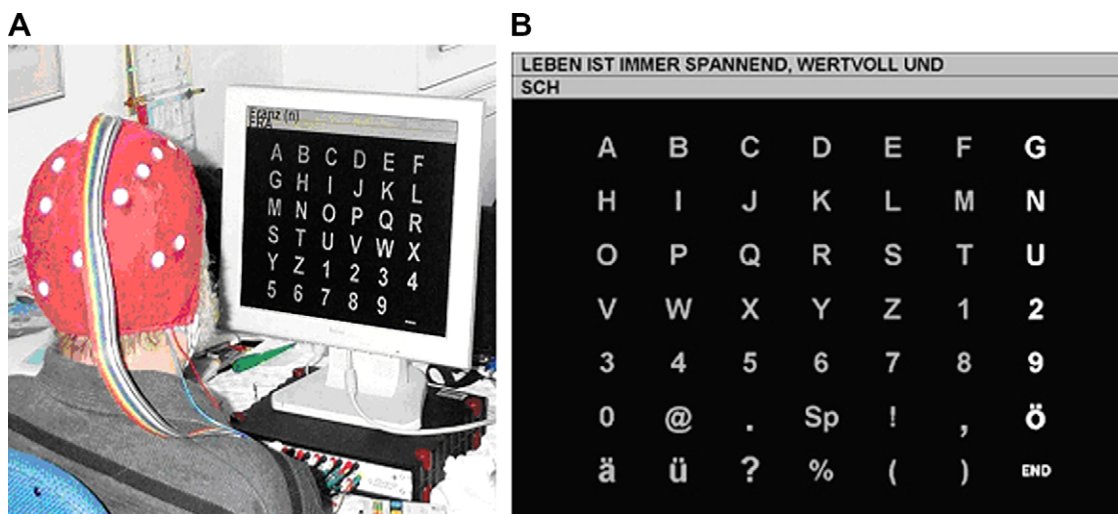 A
Franz (n)
A B C D E F
G H I J K L
M N O P Q R
S T U V W X
Y Z 1 2 3 4
5 6 7 8 9 _
B
LEBEN IST IMMER SPANNEND, WERTVOLL UND
SCH
A B C D E F G
H I J K L M N
O P Q R S T U
V W X Y Z 1 2
3 4 5 6 7 8 9
0 @ . Sp ! , Ö
ä ü ? % ( ) END